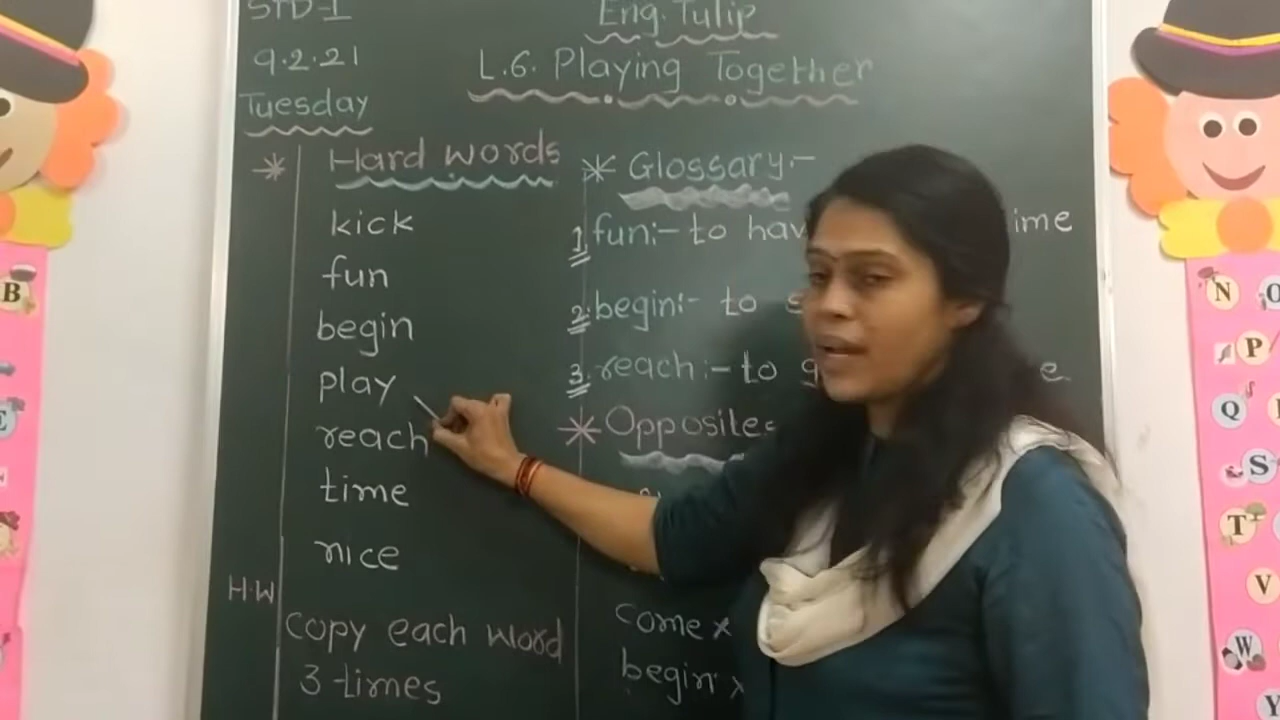 STD-1
9.2.21
Tuesday
Eng. Tulip
L.6. Playing Together
* Hard words
kick
fun
begin
play
reach
time
nice
H.W
Copy each word
3 times
* Glossary:-
1. fun:- to hav ime
2. begin:- to s
3. reach:- to g e
* Opposite
come x
begin x
B
E
N O
P
Q
S
T
V
W
Y